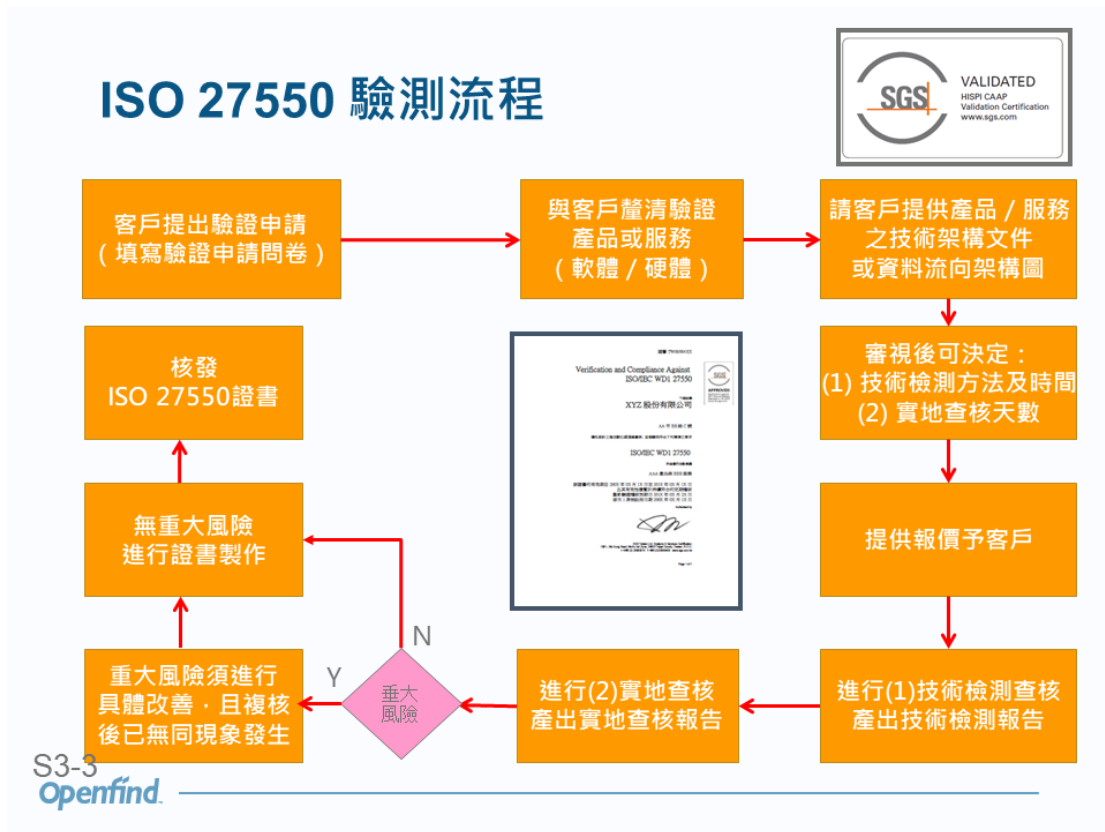 ISO 27550 驗測流程
SGS
VALIDATED
HISPI CAAP
Validation Certification
www.sgs.com
客戶提出驗證申請
(填寫驗證申請問卷)
與客戶釐清驗證
產品或服務
(軟體/硬體)
請客戶提供產品/服務
之技術架構文件
或資料流向架構圖
審視後可決定：
(1) 技術檢測方法及時間
(2) 實地查核天數
提供報價予客戶
進行(1)技術檢測查核
產出技術檢測報告
進行(2)實地查核
產出實地查核報告
垂大
風險
Y
N
重大風險須進行
具體改善，且複核
後已無同現象發生
無重大風險
進行證書製作
核發
ISO 27550證書
Verification and Compliance Against
ISO/IEC WD1 27550
SGS
XYZ 股份有限公司
ISO/IEC WD1 27550
S3-3
Openfind